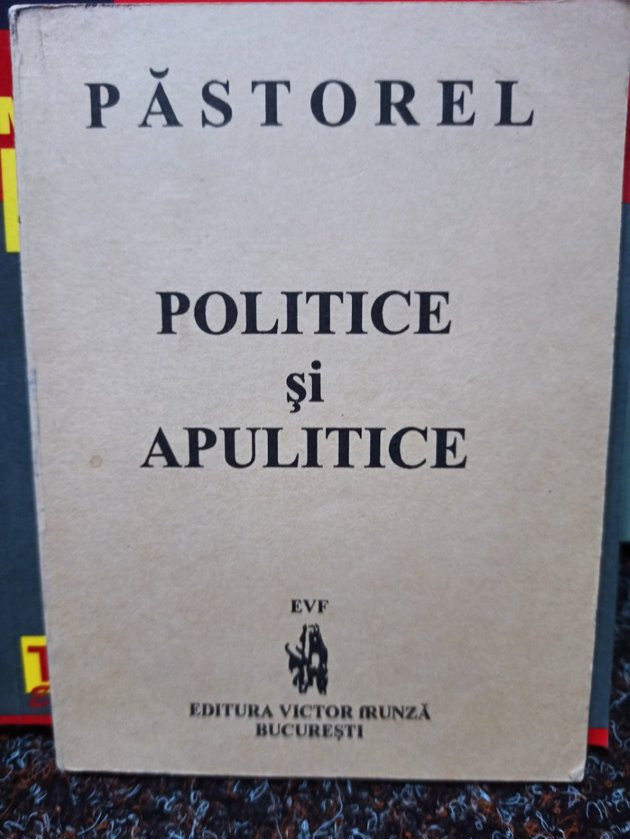 PĂSTOREL
POLITICE
şi
APULITICE
EVF
EDITURA VICTOR fRUNZĂ
BUCUREŞTI